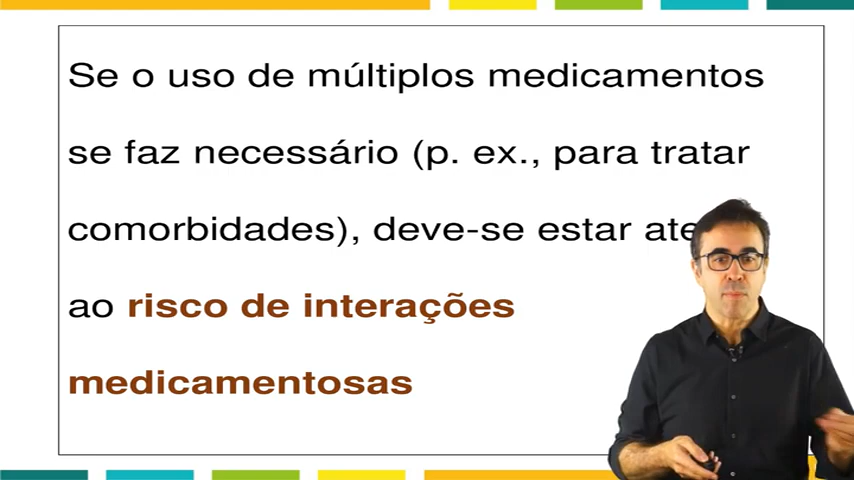 Se o uso de múltiplos medicamentos
se faz necessário (p. ex., para tratar
comorbidades), deve-se estar
ao risco de interações
medicamentosas